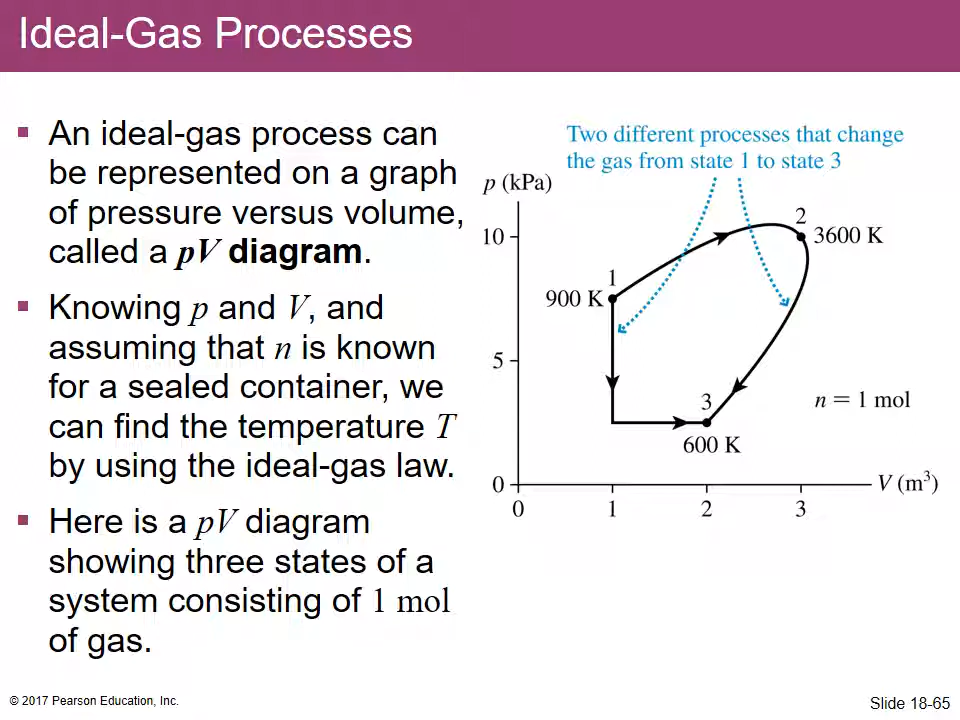 Ideal-Gas Processes
▪ An ideal-gas process can
be represented on a graph
of pressure versus volume,
called a pV diagram.
▪ Knowing p and V, and
assuming that n is known
for a sealed container, we
can find the temperature T
by using the ideal-gas law.
▪ Here is a pV diagram
showing three states of a
system consisting of 1 mol
of gas.
Two different processes that change
the gas from state 1 to state 3
p (kPa)
10
5
0
1
900 K
2
3600 K
3
600 K
n = 1 mol
V (m³)
0 1 2 3
© 2017 Pearson Education, Inc.
Slide 18-65